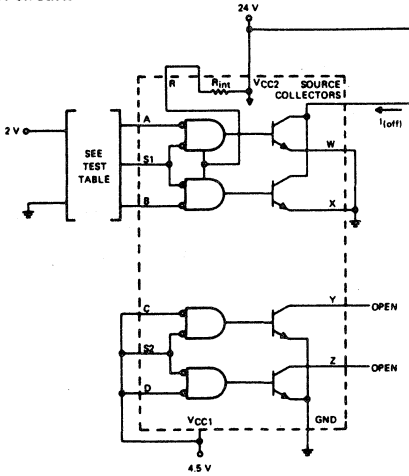 24 V
R
Rint
VCC2
SOURCE
COLLECTORS
I(off)
2 V
SEE
TEST
TABLE
A
S1
B
W
X
C
S2
D
Y
OPEN
Z
OPEN
VCC1
GND
4.5 V